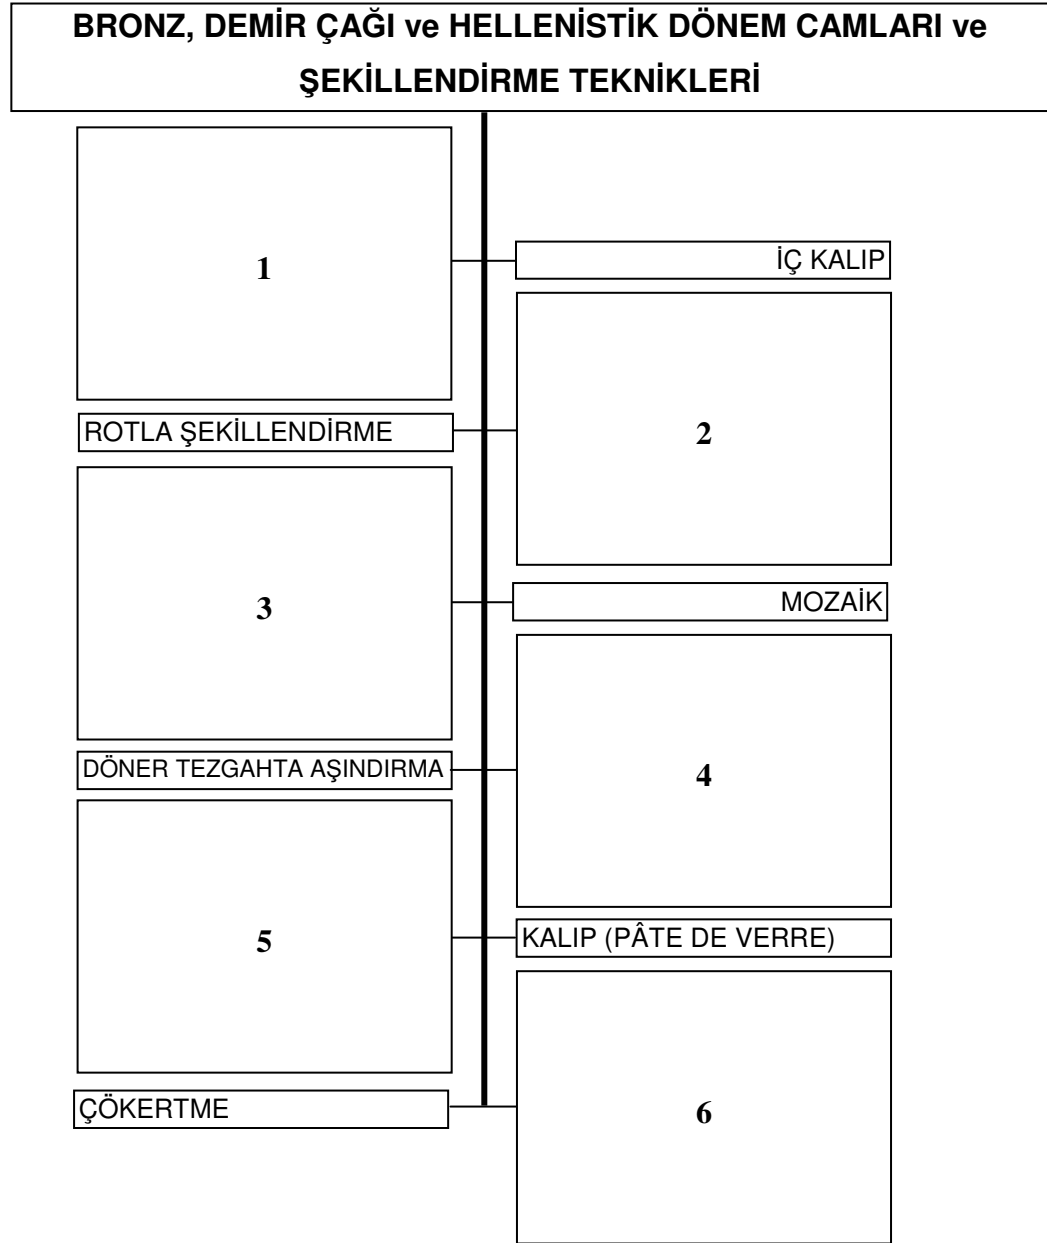 BRONZ, DEMİR ÇAĞI ve HELLENİSTİK DÖNEM CAMLARI ve
ŞEKİLLENDİRME TEKNİKLERİ
1
İÇ KALIP
ROTLA ŞEKİLLENDİRME
2
3
MOZAİK
DÖNER TEZGAHTA AŞINDIRMA
4
5
KALIP (PÂTE DE VERRE)
ÇÖKERTME
6